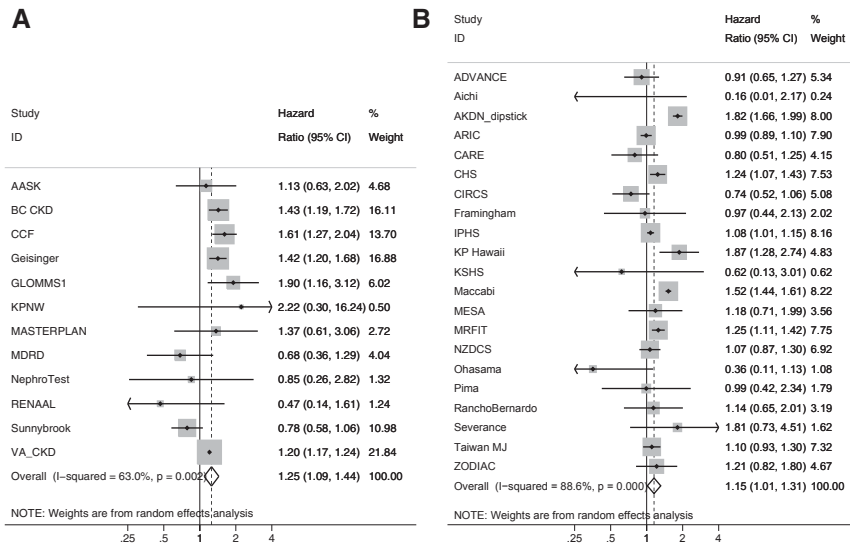 A
Study Hazard %
ID Ratio (95% CI) Weight
AASK 1.13 (0.63, 2.02) 4.68
BC CKD 1.43 (1.19, 1.72) 16.11
CCF 1.61 (1.27, 2.04) 13.70
Geisinger 1.42 (1.20, 1.68) 16.88
GLOMMS1 1.90 (1.16, 3.12) 6.02
KPNW 2.22 (0.30, 16.24) 0.50
MASTERPLAN 1.37 (0.61, 3.06) 2.72
MDRD 0.68 (0.36, 1.29) 4.04
NephroTest 0.85 (0.26, 2.82) 1.32
RENAAL 0.47 (0.14, 1.61) 1.24
Sunnybrook 0.78 (0.58, 1.06) 10.98
VA_CKD 1.20 (1.17, 1.24) 21.84
Overall (I-squared = 63.0%, p = 0.002) 1.25 (1.09, 1.44) 100.00
NOTE: Weights are from random effects analysis
.25 .5 1 2 4
B
Study Hazard %
ID Ratio (95% CI) Weight
ADVANCE 0.91 (0.65, 1.27) 5.34
Aichi 0.16 (0.01, 2.17) 0.24
AKDN_dipstick 1.82 (1.66, 1.99) 8.00
ARIC 0.99 (0.89, 1.10) 7.90
CARE 0.80 (0.51, 1.25) 4.15
CHS 1.24 (1.07, 1.43) 7.53
CIRCS 0.74 (0.52, 1.06) 5.08
Framingham 0.97 (0.44, 2.13) 2.02
IPHS 1.08 (1.01, 1.15) 8.16
KP Hawaii 1.87 (1.28, 2.74) 4.83
KSHS 0.62 (0.13, 3.01) 0.62
Maccabi 1.52 (1.44, 1.61) 8.22
MESA 1.18 (0.71, 1.99) 3.56
MRFIT 1.25 (1.11, 1.42) 7.75
NZDCS 1.07 (0.87, 1.30) 6.92
Ohasama 0.36 (0.11, 1.13) 1.08
Pima 0.99 (0.42, 2.34) 1.79
RanchoBernardo 1.14 (0.65, 2.01) 3.19
Severance 1.81 (0.73, 4.51) 1.62
Taiwan MJ 1.10 (0.93, 1.30) 7.32
ZODIAC 1.21 (0.82, 1.80) 4.67
Overall (I-squared = 88.6%, p = 0.000) 1.15 (1.01, 1.31) 100.00
NOTE: Weights are from random effects analysis
.25 .5 1 2 4